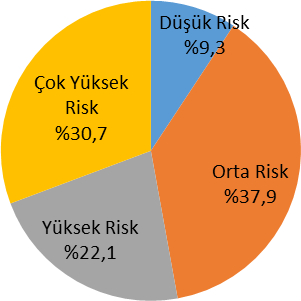 Düşük Risk
%9,3
Orta Risk
%37,9
Yüksek Risk
%22,1
Çok Yüksek
Risk
%30,7